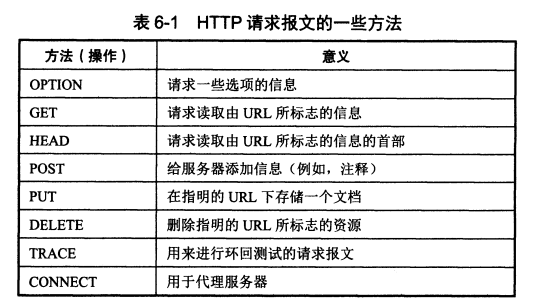 表 6-1 HTTP 请求报文的一些方法
方法（操作） 意义
OPTION 请求一些选项的信息
GET 请求读取由 URL 所标志的信息
HEAD 请求读取由 URL 所标志的信息的首部
POST 给服务器添加信息（例如，注释）
PUT 在指明的 URL 下存储一个文档
DELETE 删除指明的 URL 所标志的资源
TRACE 用来进行环回测试的请求报文
CONNECT 用于代理服务器